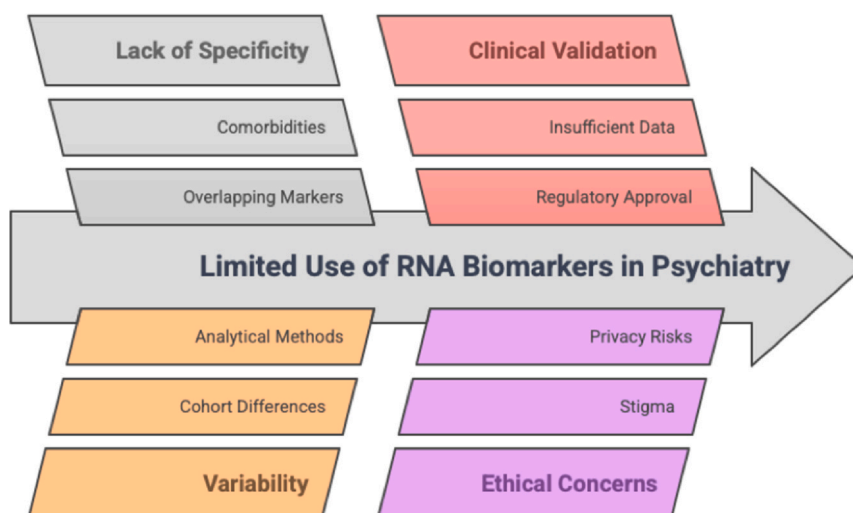 Lack of Specificity
Clinical Validation
Comorbidities
Insufficient Data
Overlapping Markers
Regulatory Approval
Limited Use of RNA Biomarkers in Psychiatry
Analytical Methods
Privacy Risks
Cohort Differences
Stigma
Variability
Ethical Concerns